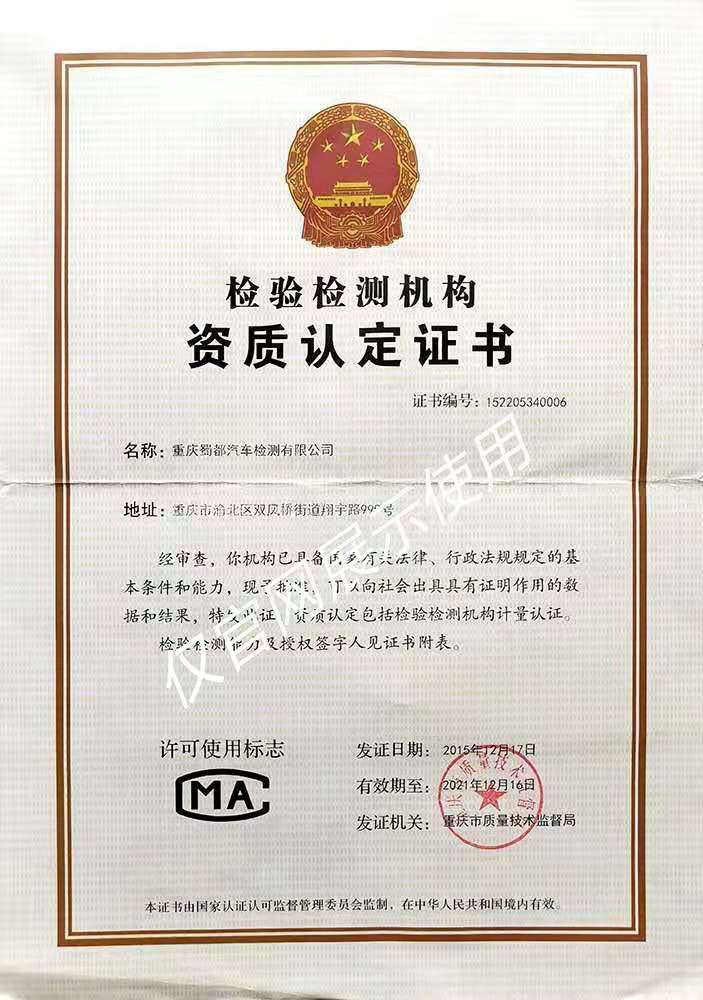 检验检测机构
资质认定证书
证书编号：152205340006
名称：重庆蜀都汽车检测有限公司
地址：重庆市渝北区双凤桥街道翔宇路99号
经审查，你机构已具备国家有关法律、行政法规规定的基
本条件和能力，现予批准，可以向社会出具具有证明作用的数
据和结果，特发此证。资质认定包括检验检测机构计量认证。
检验检测能力及授权签字人见证书附表。
仅官网展示使用
许可使用标志
MA
发证日期：2015年12月17日
有效期至：2021年12月16日
发证机关：重庆市质量技术监督局
本证书由国家认证认可监督管理委员会监制，在中华人民共和国境内有效。